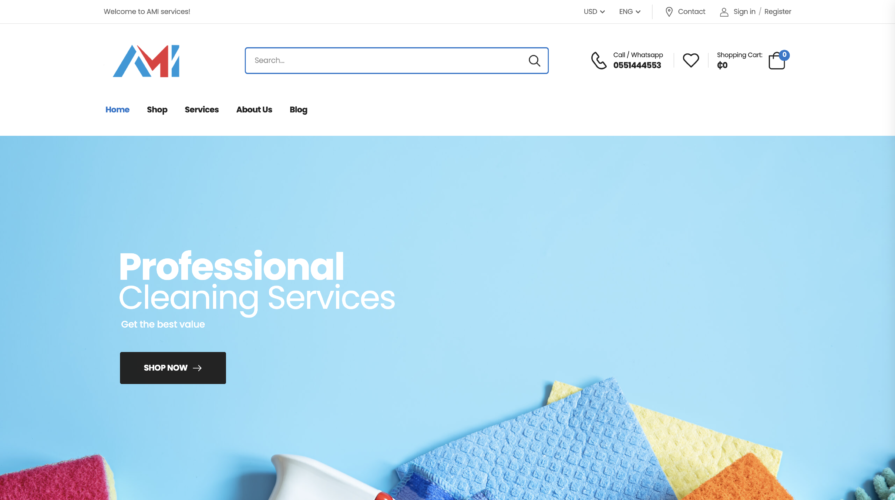 Welcome to AMI services!
USD
ENG
Contact
Sign in / Register
AMI
Search...
Call / Whatsapp
0551444553
Shopping Cart:
₵0
0
Home
Shop
Services
About Us
Blog
Professional
Cleaning Services
Get the best value
SHOP NOW